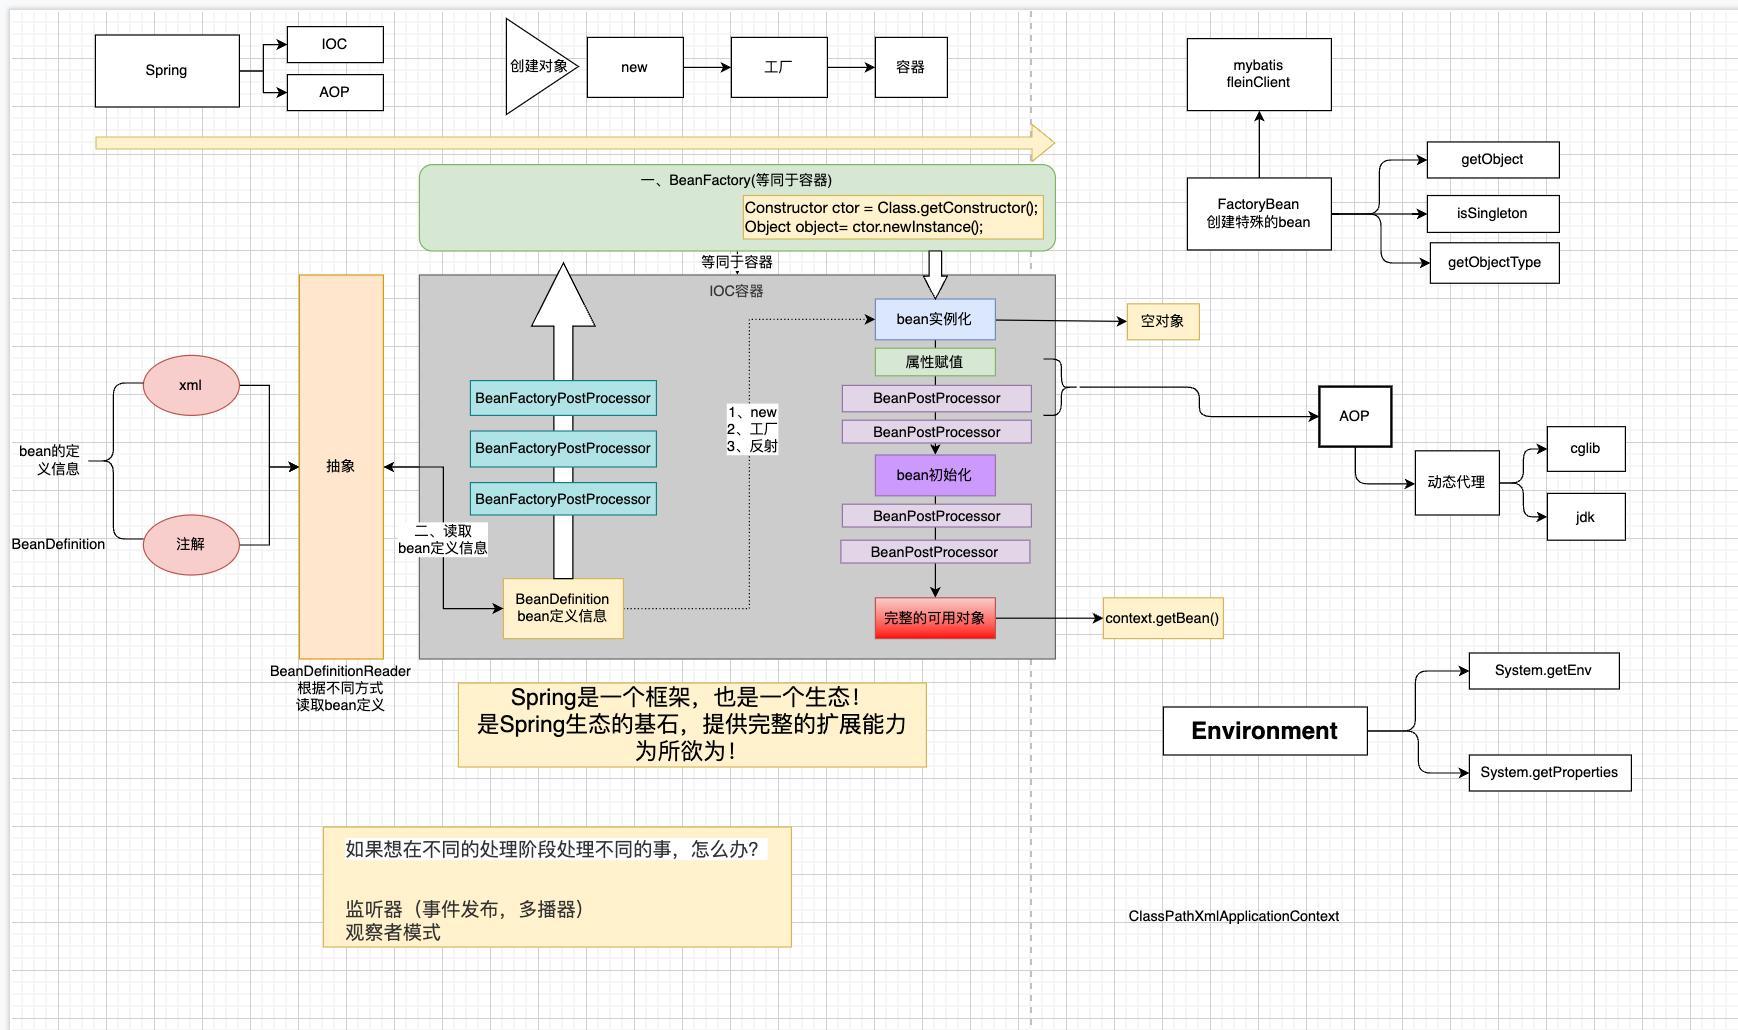 Spring
IOC
AOP
创建对象
new
工厂
容器
mybatis
fleinClient
一、BeanFactory(等同于容器)
Constructor ctor = Class.getConstructor();
Object object= ctor.newInstance();
FactoryBean
创建特殊的bean
getObject
isSingleton
getObjectType
等同于容器
IOC容器
bean实例化
空对象
属性赋值
BeanPostProcessor
BeanPostProcessor
bean初始化
BeanPostProcessor
BeanPostProcessor
完整的可用对象
context.getBean()
AOP
动态代理
cglib
jdk
bean的定
义信息
BeanDefinition
xml
注解
抽象
BeanDefinitionReader
根据不同方式
读取bean定义
BeanFactoryPostProcessor
BeanFactoryPostProcessor
BeanFactoryPostProcessor
1、new
2、工厂
3、反射
二、读取
bean定义信息
BeanDefinition
bean定义信息
Spring是一个框架，也是一个生态！
是Spring生态的基石，提供完整的扩展能力
为所欲为！
Environment
System.getEnv
System.getProperties
如果想在不同的处理阶段处理不同的事，怎么办？
监听器（事件发布，多播器）
观察者模式
ClassPathXmlApplicationContext